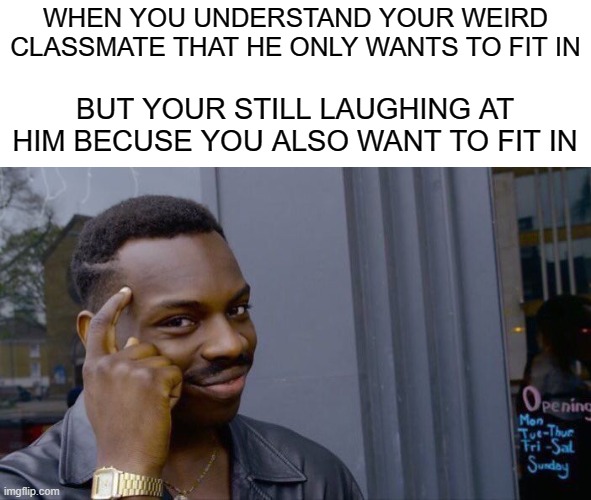 WHEN YOU UNDERSTAND YOUR WEIRD
CLASSMATE THAT HE ONLY WANTS TO FIT IN
BUT YOUR STILL LAUGHING AT
HIM BECUSE YOU ALSO WANT TO FIT IN
Opening
Mon
Tue-Thur
Fri -Sat
Sunday
imgflip.com